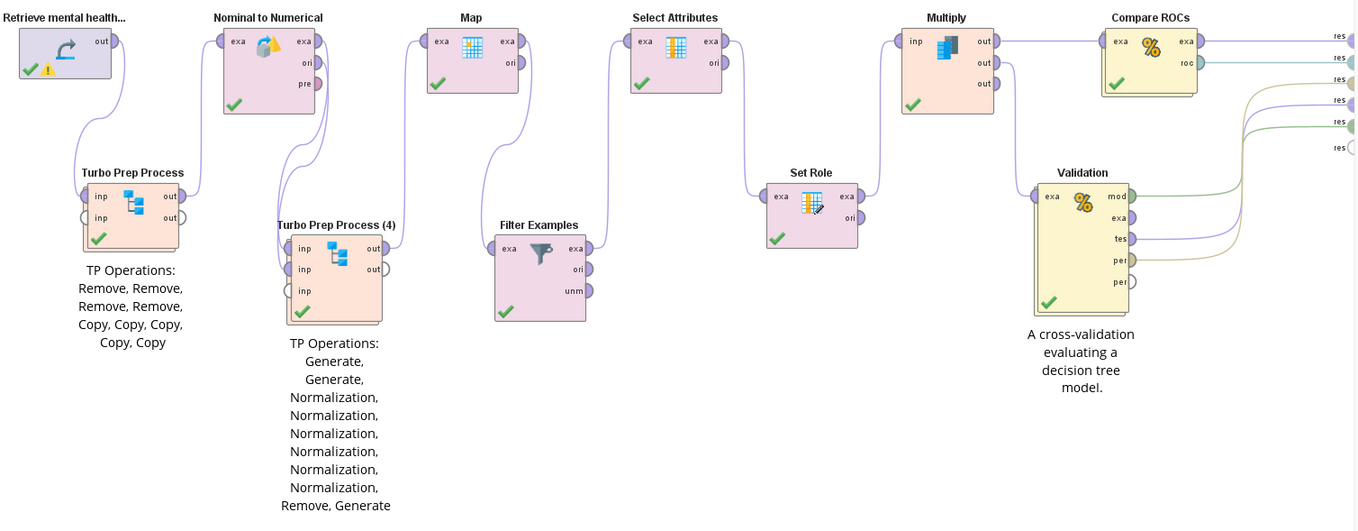 Retrieve mental health...
out
Nominal to Numerical
exa
exa
ori
pre
Map
exa
exa
ori
Select Attributes
exa
exa
ori
Multiply
inp
out
out
out
Compare ROCs
exa
exa
roc
res
res
res
res
res
res
Turbo Prep Process
inp
out
inp
out
TP Operations:
Remove, Remove,
Remove, Remove,
Copy, Copy, Copy,
Copy, Copy
Turbo Prep Process (4)
inp
out
inp
out
inp
TP Operations:
Generate,
Generate,
Normalization,
Normalization,
Normalization,
Normalization,
Normalization,
Normalization,
Remove, Generate
Filter Examples
exa
exa
ori
unm
Set Role
exa
exa
ori
Validation
exa
mod
exa
tes
per
per
A cross-validation
evaluating a
decision tree
model.